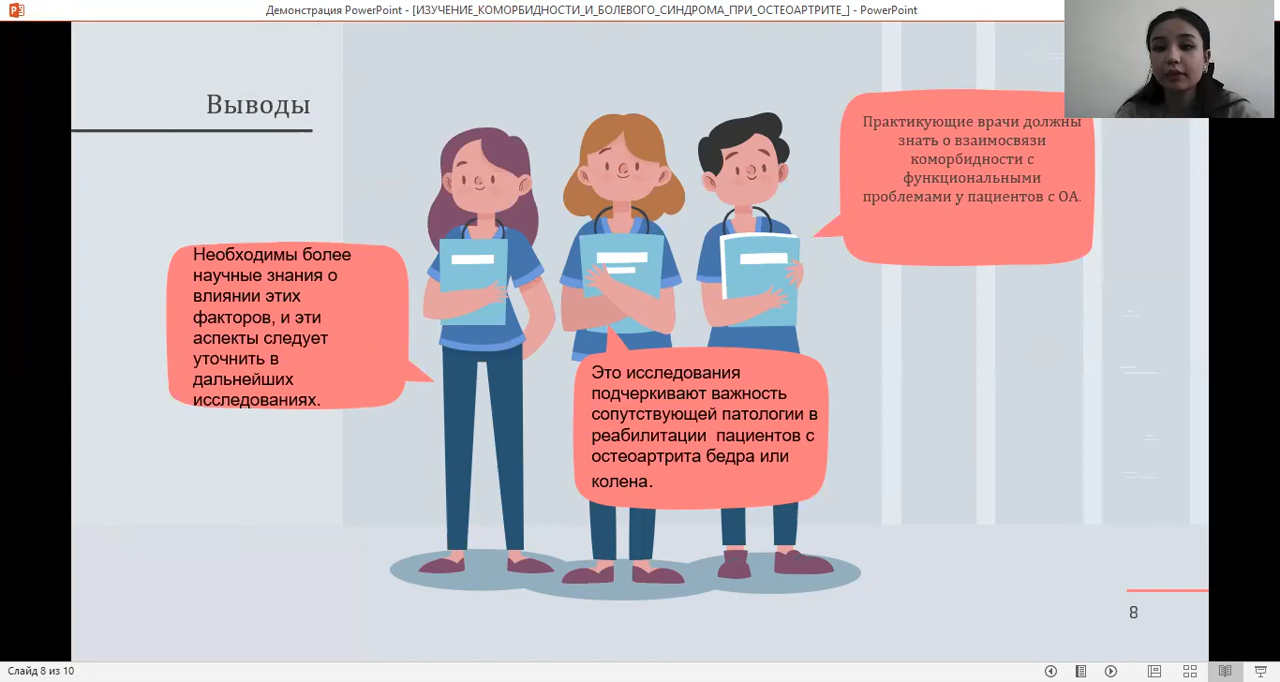 Демонстрация PowerPoint - [ИЗУЧЕНИЕ_КОМОРБИДНОСТИ_И_БОЛЕВОГО_СИНДРОМА_ПРИ_ОСТЕОАРТРИТЕ_] - PowerPoint
Выводы
Практикующие врачи должны
знать о взаимосвязи
коморбидности с
функциональными
проблемами у пациентов с ОА.
Необходимы более
научные знания о
влиянии этих
факторов, и эти
аспекты следует
уточнить в
дальнейших
исследованиях.
Это исследования
подчеркивают важность
сопутствующей патологии в
реабилитации  пациентов с
остеоартрита бедра или
колена.
8
Слайд 8 из 10